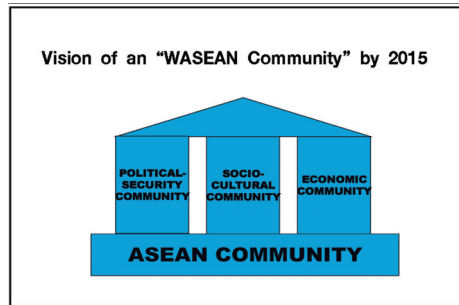 Vision of an “WASEAN Community” by 2015
POLITICAL-
SECURITY
COMMUNITY
SOCIO-
CULTURAL
COMMUNITY
ECONOMIC
COMMUNITY
ASEAN COMMUNITY